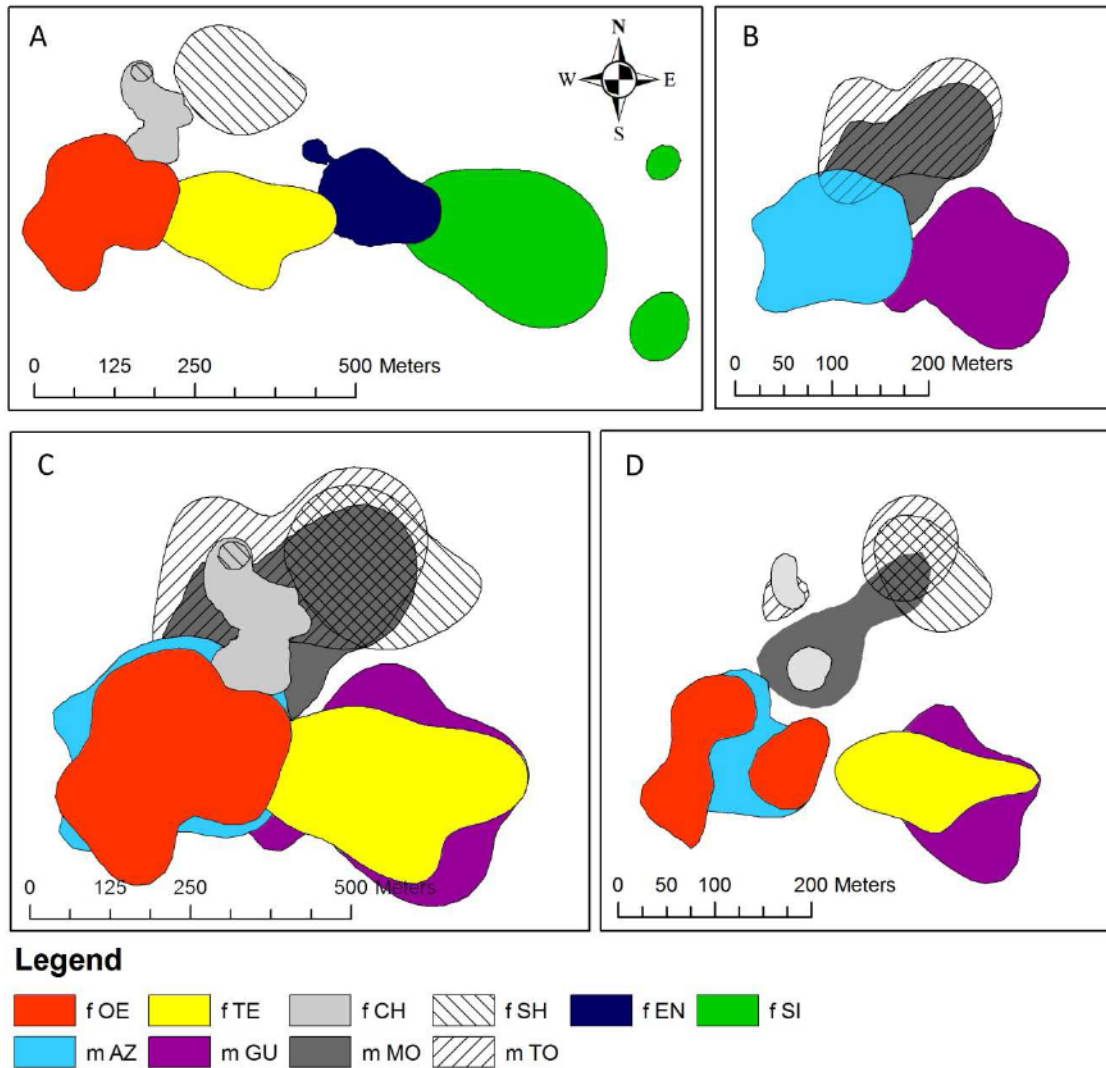 A
N
W E
S
0 125 250 500 Meters
B
0 50 100 200 Meters
C
0 125 250 500 Meters
D
0 50 100 200 Meters
Legend
f OE f TE f CH f SH f EN f SI
m AZ m GU m MO m TO